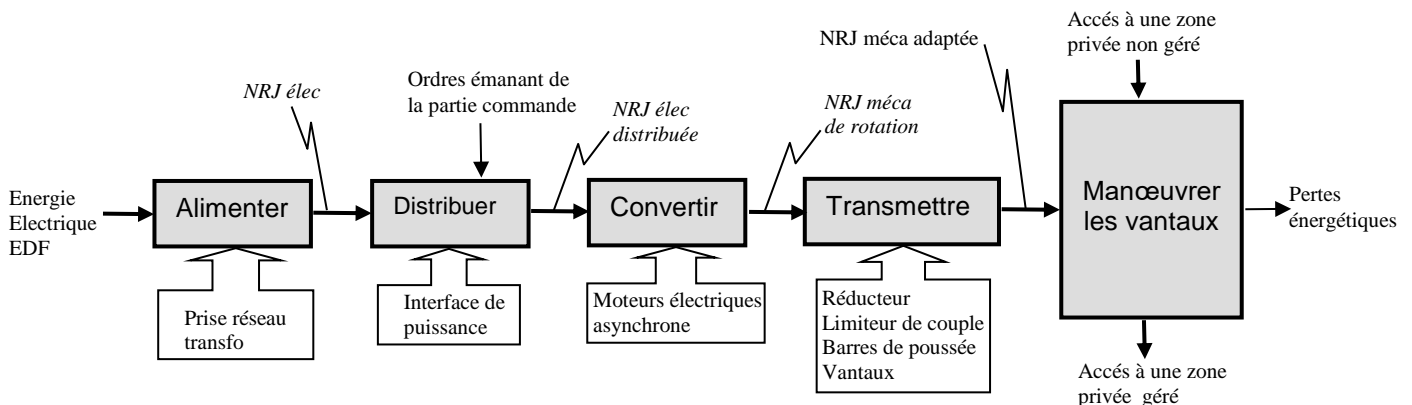 Accés à une zone
privée non géré
NRJ méca adaptée
Ordres émanant de
la partie commande
NRJ élec
NRJ élec
distribuée
NRJ méca
de rotation
Energie
Electrique
EDF
Alimenter
Distribuer
Convertir
Transmettre
Manœuvrer
les vantaux
Pertes
énergétiques
Prise réseau
transfo
Interface de
puissance
Moteurs électriques
asynchrone
Réducteur
Limiteur de couple
Barres de poussée
Vantaux
Accés à une zone
privée géré